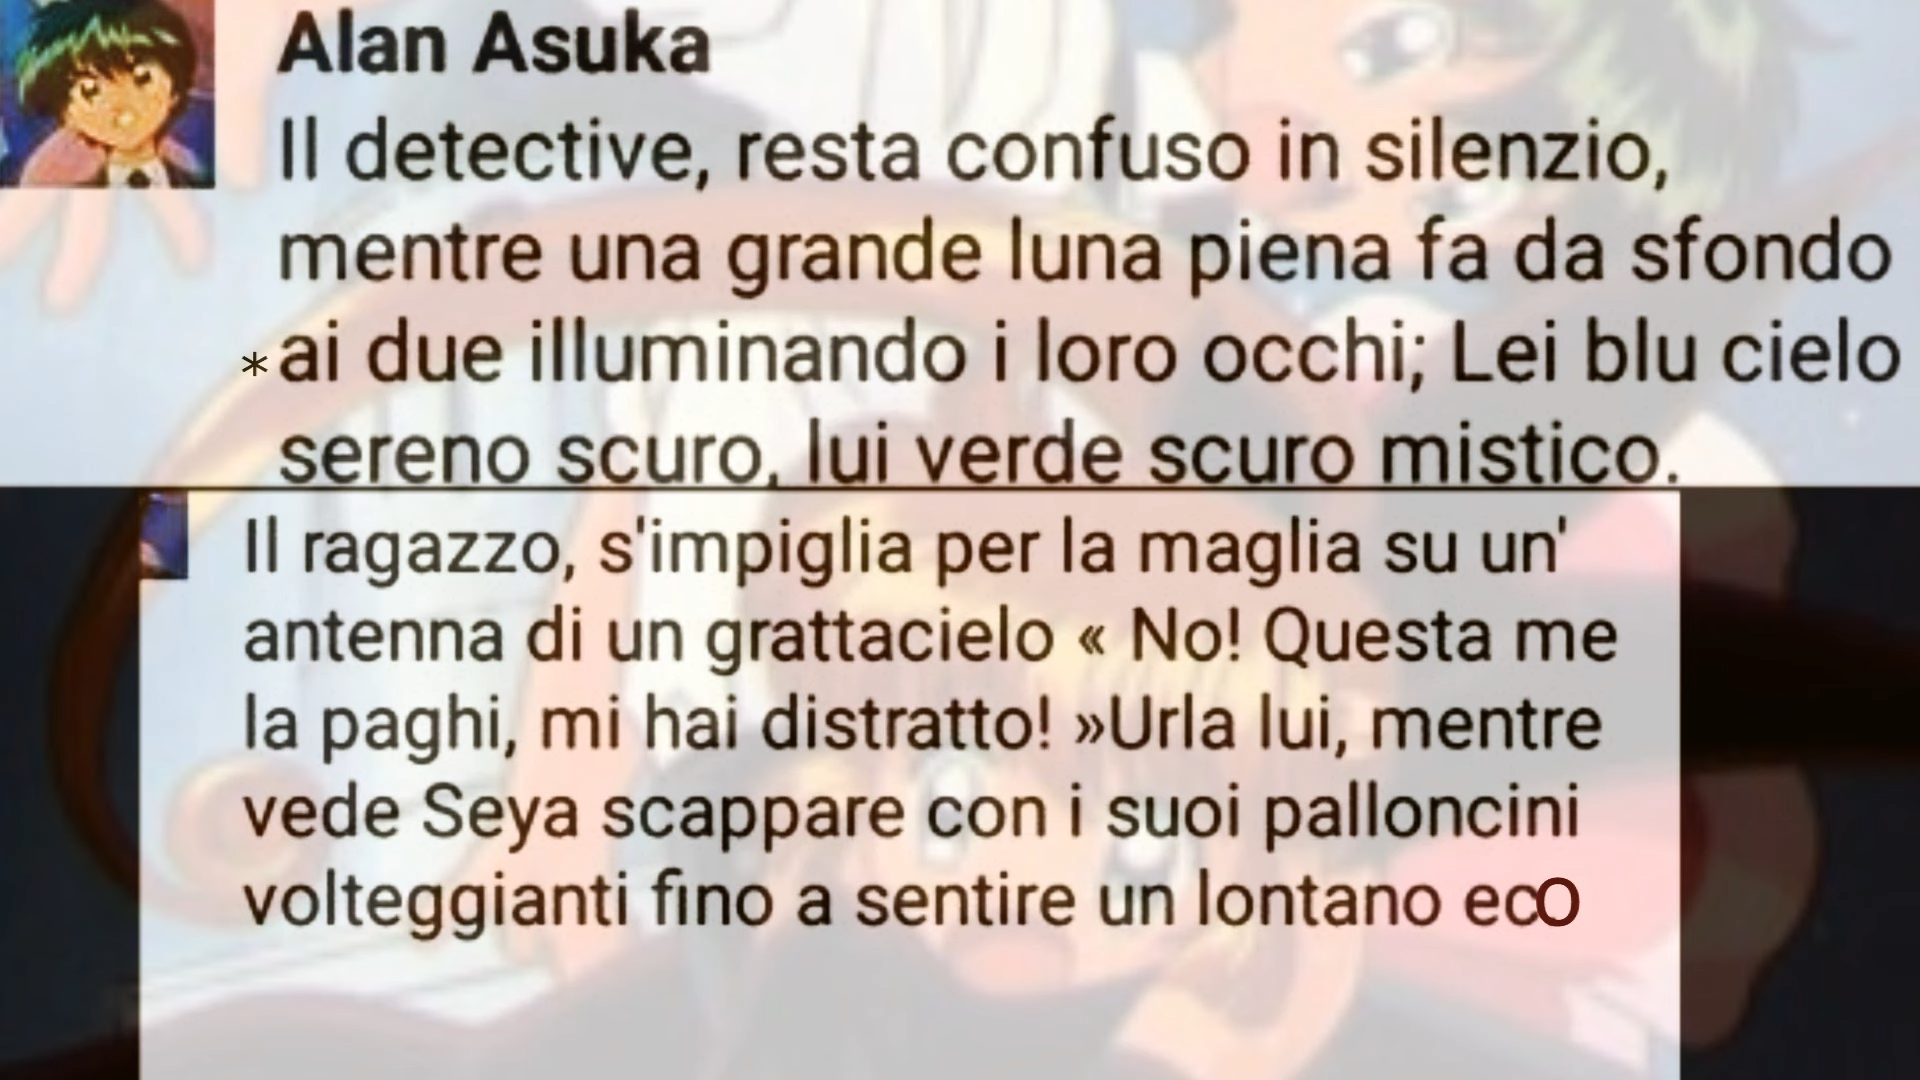 Alan Asuka
Il detective, resta confuso in silenzio,
mentre una grande luna piena fa da sfondo
*ai due illuminando i loro occhi; Lei blu cielo
sereno scuro, lui verde scuro mistico.
Il ragazzo, s'impiglia per la maglia su un'
antenna di un grattacielo « No! Questa me
la paghi, mi hai distratto! »Urla lui, mentre
vede Seya scappare con i suoi palloncini
volteggianti fino a sentire un lontano ecO